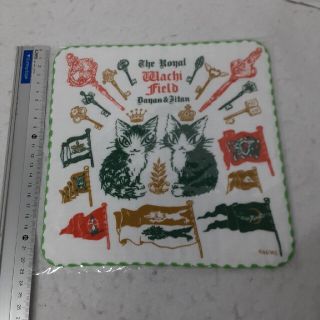 The Royal
Wachi
Field
Dayan & Jitan